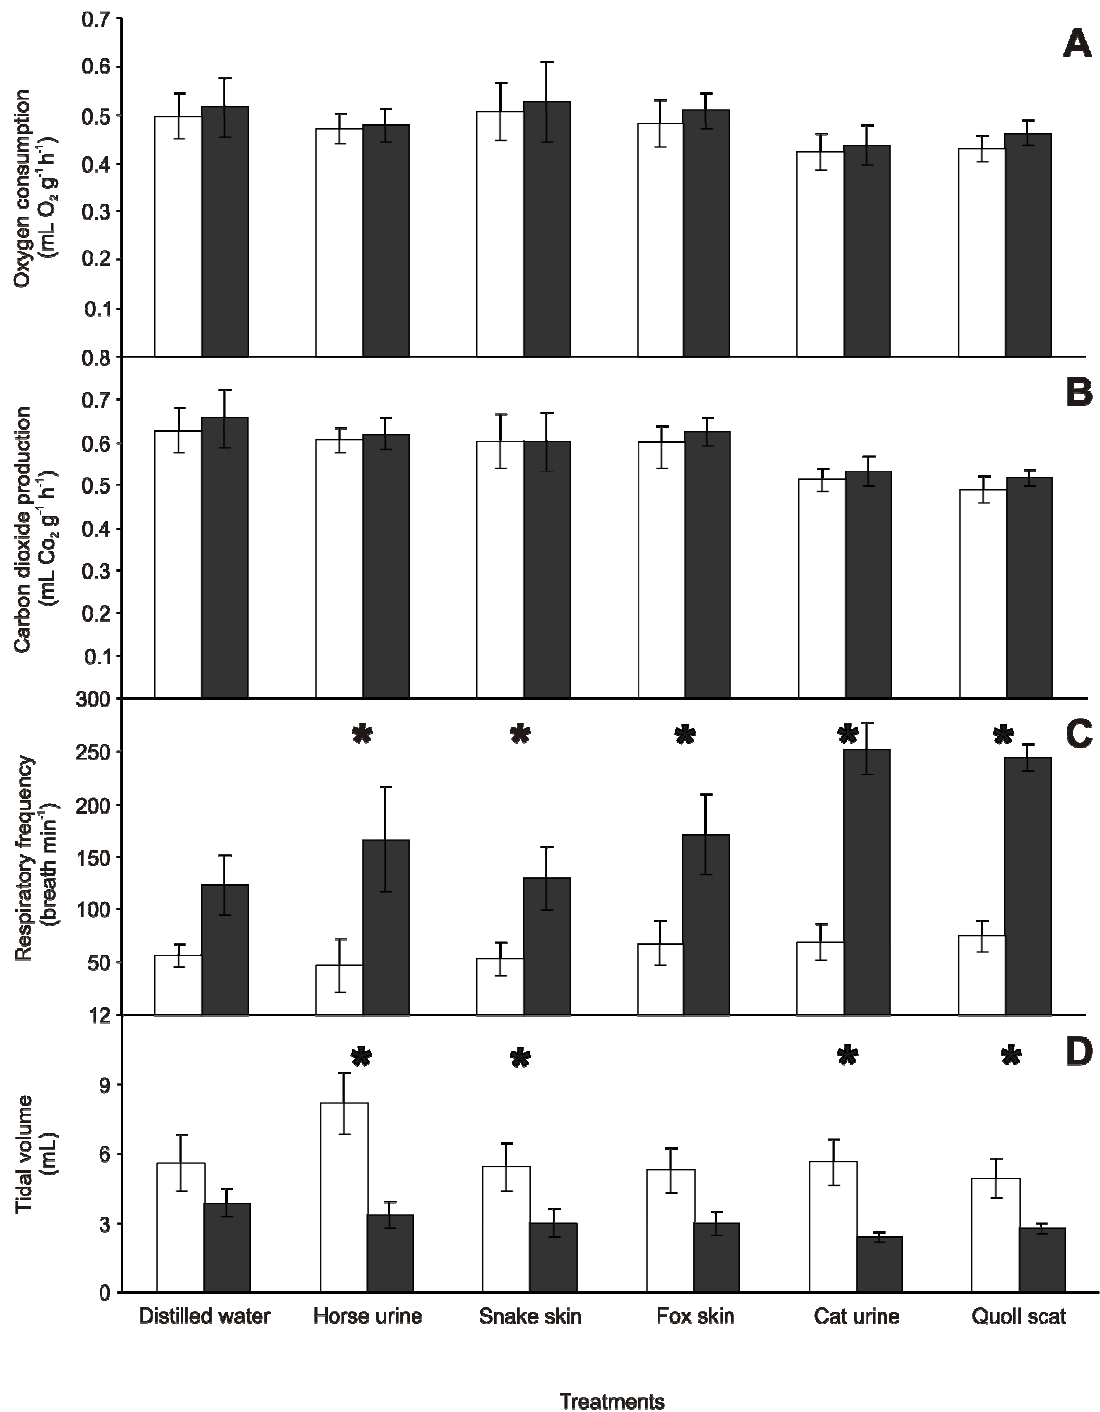 A
Oxygen consumption
(mL O₂ g⁻¹ h⁻¹)
0.7
0.6
0.5
0.4
0.3
0.2
0.1
0.8
B
Carbon dioxide production
(mL Co₂ g⁻¹ h⁻¹)
0.7
0.6
0.5
0.4
0.3
0.2
0.1
300
* * * * *
C
Respiratory frequency
(breath min⁻¹)
250
200
150
100
50
12
* * * *
D
Tidal volume
(mL)
9
6
3
0
Distilled water Horse urine Snake skin Fox skin Cat urine Quoll scat
Treatments